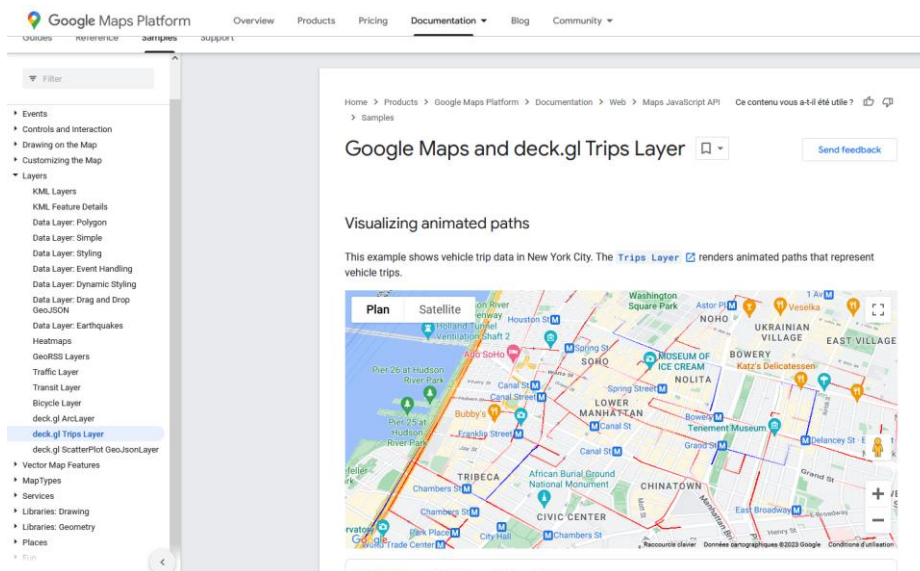 Google Maps Platform
Overview
Products
Pricing
Documentation
Blog
Community
Guides
Reference
Samples
Support
Filter
Events
Controls and Interaction
Drawing on the Map
Customizing the Map
Layers
KML Layers
KML Feature Details
Data Layer: Polygon
Data Layer: Simple
Data Layer: Styling
Data Layer: Event Handling
Data Layer: Dynamic Styling
Data Layer: Drag and Drop
GeoJSON
Data Layer: Earthquakes
Heatmaps
GeoRSS Layers
Traffic Layer
Transit Layer
Bicycle Layer
deck.gl ArcLayer
deck.gl Trips Layer
deck.gl ScatterPlot GeoJsonLayer
Vector Map Features
MapTypes
Services
Libraries: Drawing
Libraries: Geometry
Places
Fun
Home > Products > Google Maps Platform > Documentation > Web > Maps JavaScript API
> Samples
Ce contenu vous a-t-il été utile ?
Google Maps and deck.gl Trips Layer
Send feedback
Visualizing animated paths
This example shows vehicle trip data in New York City. The Trips Layer renders animated paths that represent
vehicle trips.
Plan
Satellite
Washington
Square Park
Astor Pl
1 Av
Veselka
NOHO
UKRAINIAN
VILLAGE
EAST VILLAGE
Houston St
Holland Tunnel
Ventilation Shaft 2
Spring St
Arlo SoHo
SOHO
MUSEUM OF
ICE CREAM
BOWERY
Katz's Delicatessen
Pier 26 at Hudson
River Park
NOLITA
Canal St
Canal Street
Spring Street
LOWER
MANHATTAN
Bubby's
Pier 25 at
Hudson
River Park
Franklin Street
Canal St
Bowery
Tenement Museum
Delancey St
Grand St
Canal St
Grand St
TRIBECA
African Burial Ground
National Monument
Chambers St
CHINATOWN
Chambers St
CIVIC CENTER
East Broadway
E Broadway
Henry St
Park Place
City Hall
Chambers St
World Trade Center
Google
Raccourcis clavier
Données cartographiques ©2023 Google
Conditions d'utilisation